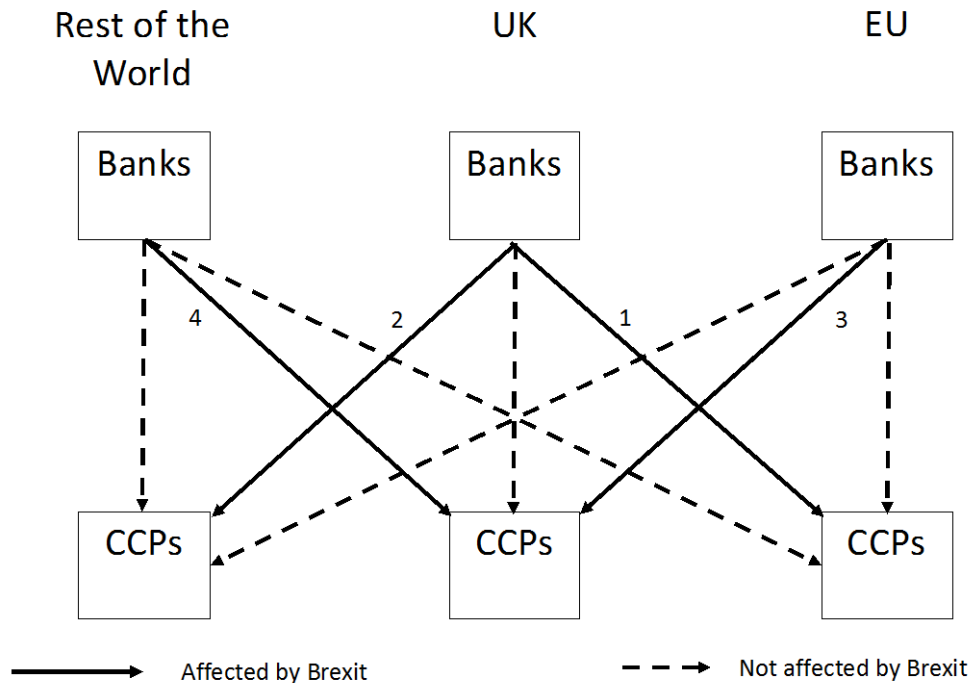 Rest of the
World
UK
EU
Banks
Banks
Banks
4
2
1
3
CCPs
CCPs
CCPs
Affected by Brexit
Not affected by Brexit